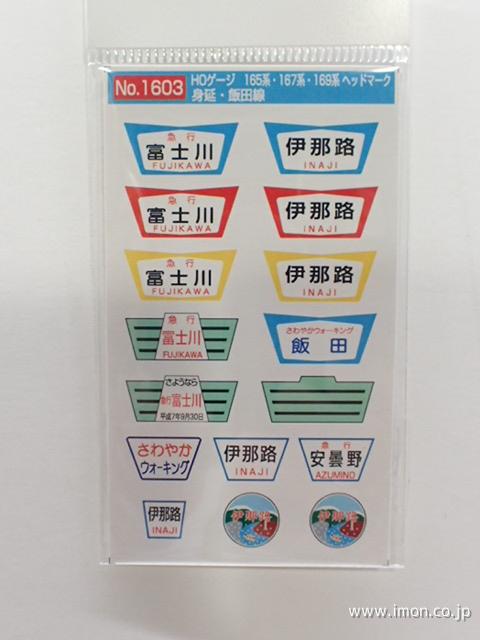 No.1603
HOゲージ 165系・167系・169系 ヘッドマーク
身延・飯田線
急行
富士川
FUJIKAWA
伊那路
INAJI
急行
富士川
FUJIKAWA
伊那路
INAJI
急行
富士川
FUJIKAWA
伊那路
INAJI
急行
富士川
FUJIKAWA
さわやかウォーキング
飯田
さようなら
急行富士川
平成7年9月30日
さわやか
ウォーキング
伊那路
INAJI
急行
安曇野
AZUMINO
伊那路
INAJI
伊那路
伊那路
www.imon.co.jp